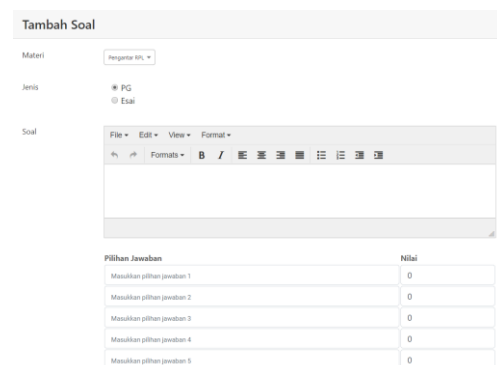 Tambah Soal
Materi
Pengantar RPL
Jenis
PG
Esai
Soal
File Edit View Format
Formats B I
Pilihan Jawaban Nilai
Masukkan pilihan jawaban 1 0
Masukkan pilihan jawaban 2 0
Masukkan pilihan jawaban 3 0
Masukkan pilihan jawaban 4 0
Masukkan pilihan jawaban 5 0